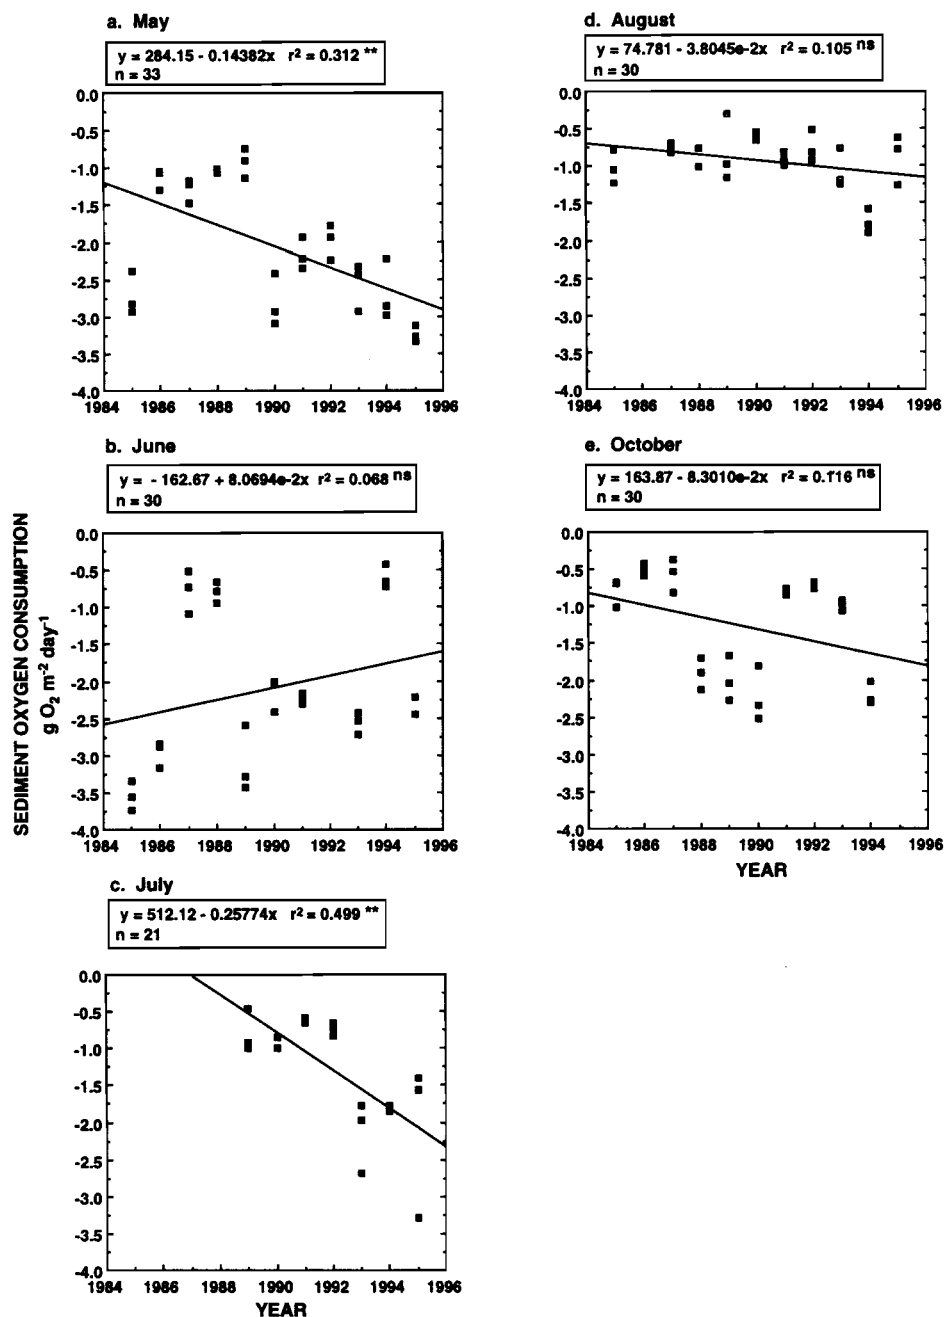 a. May
y = 284.15 - 0.14382x r² = 0.312 **
n = 33
0.0
-0.5
-1.0
-1.5
-2.0
-2.5
-3.0
-3.5
-4.0
1984 1986 1988 1990 1992 1994 1996
b. June
y = - 162.67 + 8.0694e-2x r² = 0.068 ns
n = 30
0.0
-0.5
-1.0
-1.5
-2.0
-2.5
-3.0
-3.5
-4.0
1984 1986 1988 1990 1992 1994 1996
SEDIMENT OXYGEN CONSUMPTION
g O₂ m⁻² day⁻¹
c. July
y = 512.12 - 0.25774x r² = 0.499 **
n = 21
0.0
-0.5
-1.0
-1.5
-2.0
-2.5
-3.0
-3.5
-4.0
1984 1986 1988 1990 1992 1994 1996
YEAR
d. August
y = 74.781 - 3.8045e-2x r² = 0.105 ns
n = 30
0.0
-0.5
-1.0
-1.5
-2.0
-2.5
-3.0
-3.5
-4.0
1984 1986 1988 1990 1992 1994 1996
e. October
y = 163.87 - 8.3010e-2x r² = 0.116 ns
n = 30
0.0
-0.5
-1.0
-1.5
-2.0
-2.5
-3.0
-3.5
-4.0
1984 1986 1988 1990 1992 1994 1996
YEAR